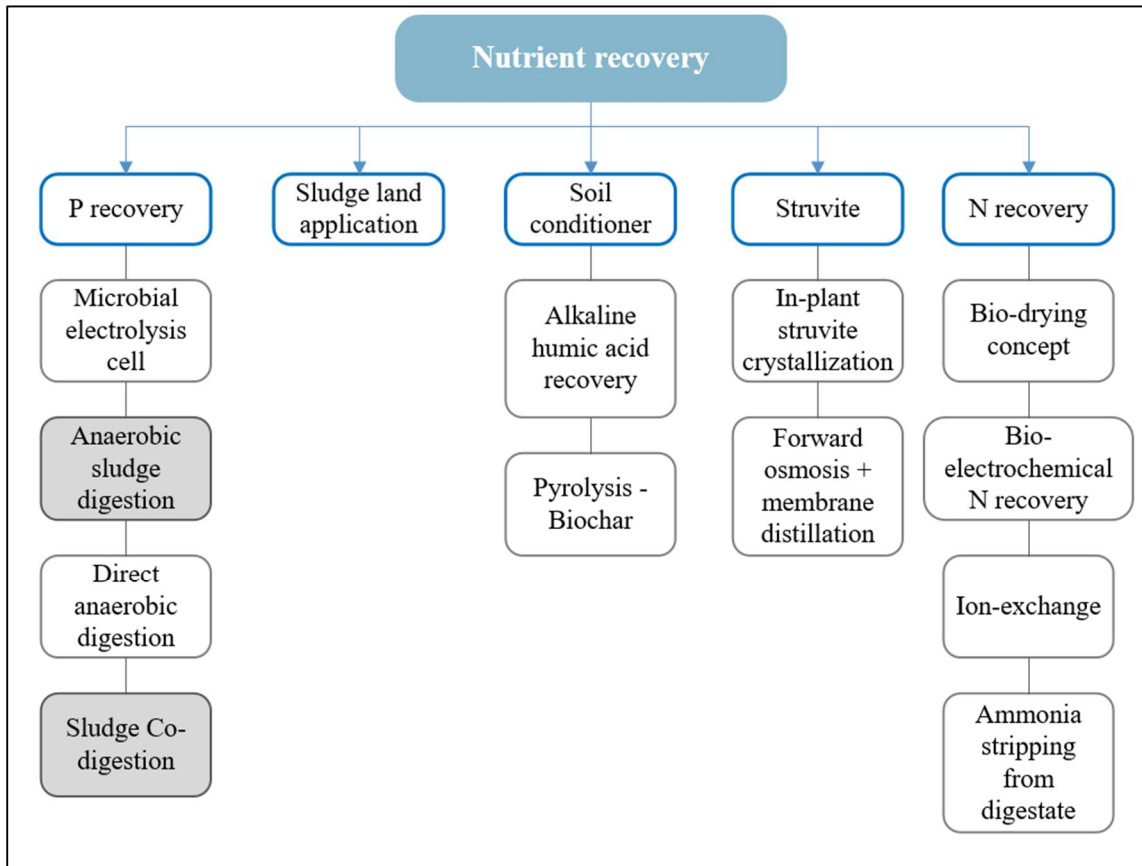 Nutrient recovery
P recovery
Sludge land
application
Soil
conditioner
Struvite
N recovery
Microbial
electrolysis
cell
Anaerobic
sludge
digestion
Direct
anaerobic
digestion
Sludge Co-
digestion
Alkaline
humic acid
recovery
Pyrolysis -
Biochar
In-plant
struvite
crystallization
Forward
osmosis +
membrane
distillation
Bio-drying
concept
Bio-
electrochemical
N recovery
Ion-exchange
Ammonia
stripping
from
digestate